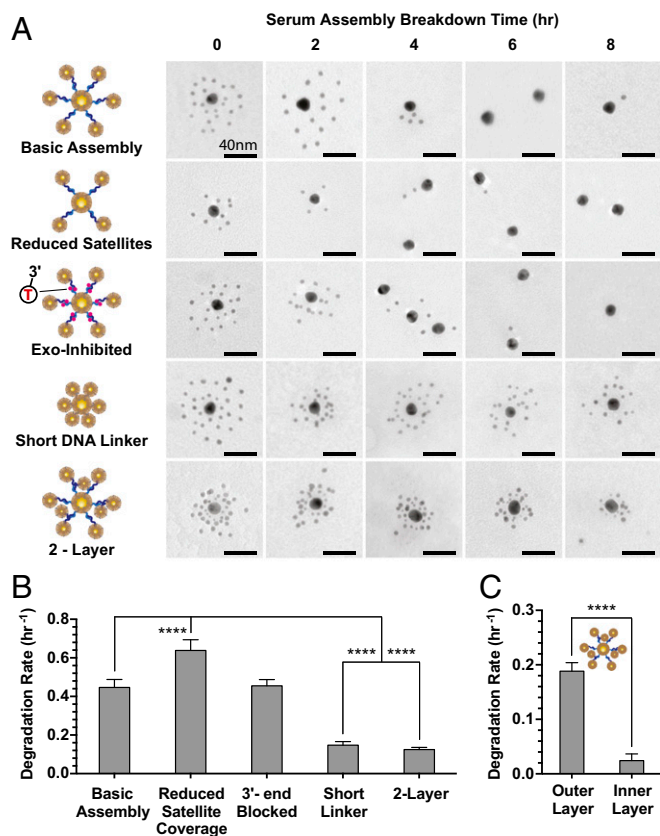 A
Serum Assembly Breakdown Time (hr)
0 2 4 6 8
Basic Assembly
40nm
Reduced Satellites
3'
T
Exo-Inhibited
Short DNA Linker
2 - Layer
B
Degradation Rate (hr⁻¹)
0.8
0.6
0.4
0.2
0.0
****
**** ****
Basic Assembly
Reduced Satellite Coverage
3'- end Blocked
Short Linker
2-Layer
C
Degradation Rate (hr⁻¹)
0.3
0.2
0.1
0.0
****
Outer Layer
Inner Layer